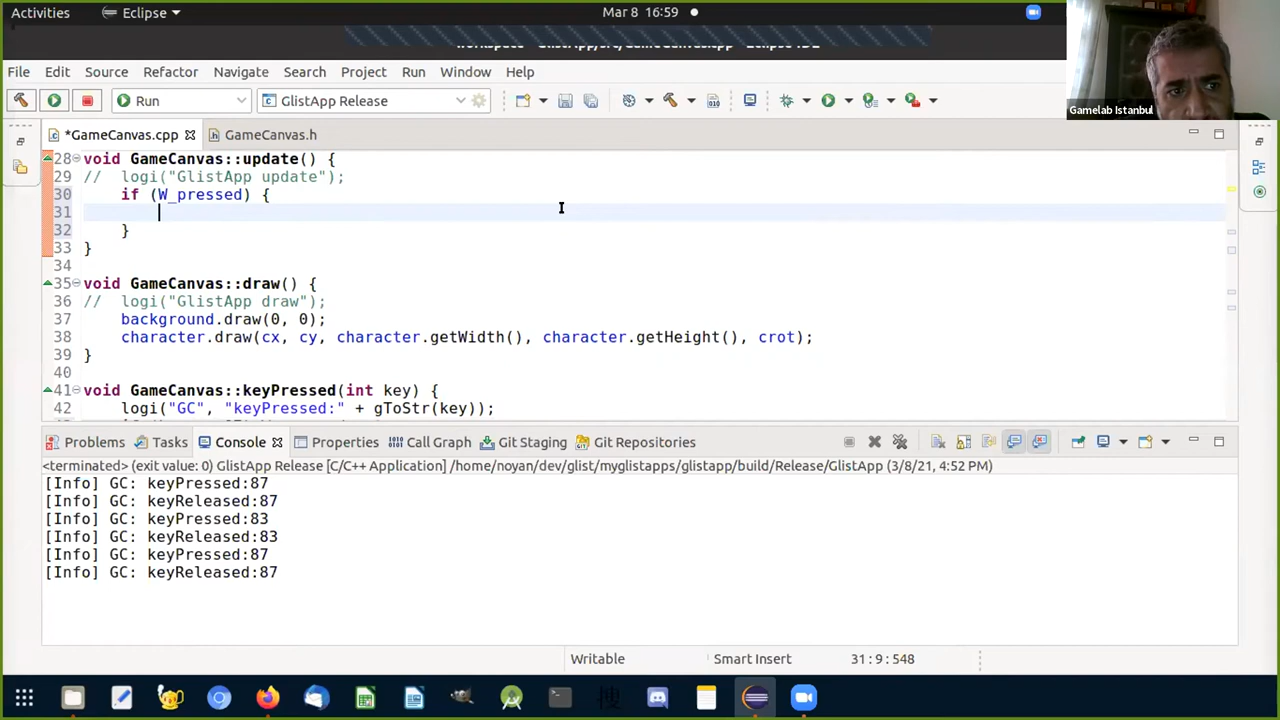 Activities Eclipse Mar 8 16:59
File Edit Source Refactor Navigate Search Project Run Window Help
Gamelab Istanbul
Run GlistApp Release
*GameCanvas.cpp GameCanvas.h
28 void GameCanvas::update() {
29 // logi("GlistApp update");
30 if (W_pressed) {
31
32 }
33 }
34
35 void GameCanvas::draw() {
36 // logi("GlistApp draw");
37 background.draw(0, 0);
38 character.draw(cx, cy, character.getWidth(), character.getHeight(), crot);
39 }
40
41 void GameCanvas::keyPressed(int key) {
42 logi("GC", "keyPressed:" + gToStr(key));
Problems Tasks Console Properties Call Graph Git Staging Git Repositories
<terminated> (exit value: 0) GlistApp Release [C/C++ Application] /home/noyan/dev/glist/myglistapps/glistapp/build/Release/GlistApp (3/8/21, 4:52 PM)
[Info] GC: keyPressed:87
[Info] GC: keyReleased:87
[Info] GC: keyPressed:83
[Info] GC: keyReleased:83
[Info] GC: keyPressed:87
[Info] GC: keyReleased:87
Writable Smart Insert 31:9:548